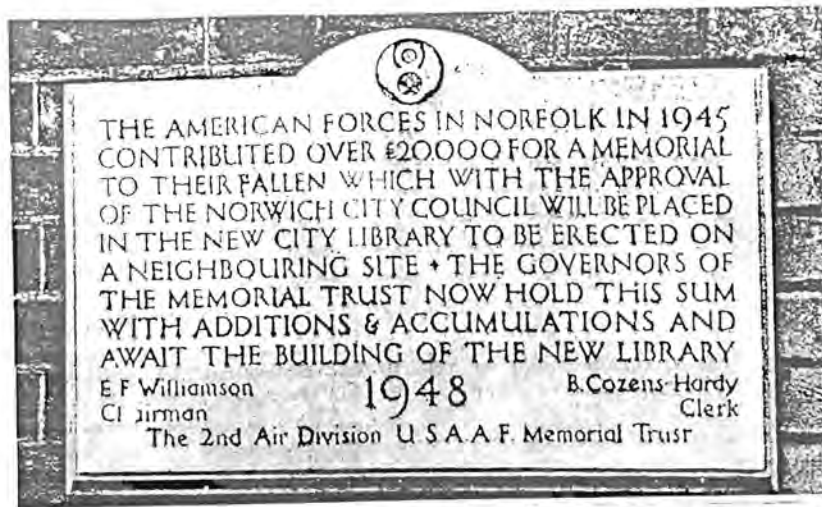 THE AMERICAN FORCES IN NORFOLK IN 1945
CONTRIBUTED OVER £20.000 FOR A MEMORIAL
TO THEIR FALLEN WHICH WITH THE APPROVAL
OF THE NORWICH CITY COUNCIL WILL BE PLACED
IN THE NEW CITY LIBRARY TO BE ERECTED ON
A NEIGHBOURING SITE • THE GOVERNORS OF
THE MEMORIAL TRUST NOW HOLD THIS SUM
WITH ADDITIONS & ACCUMULATIONS AND
AWAIT THE BUILDING OF THE NEW LIBRARY
E F Williamson 1948 B. Cozens-Hardy
Chairman Clerk
The 2nd Air Division U.S.A.A.F. Memorial Trust